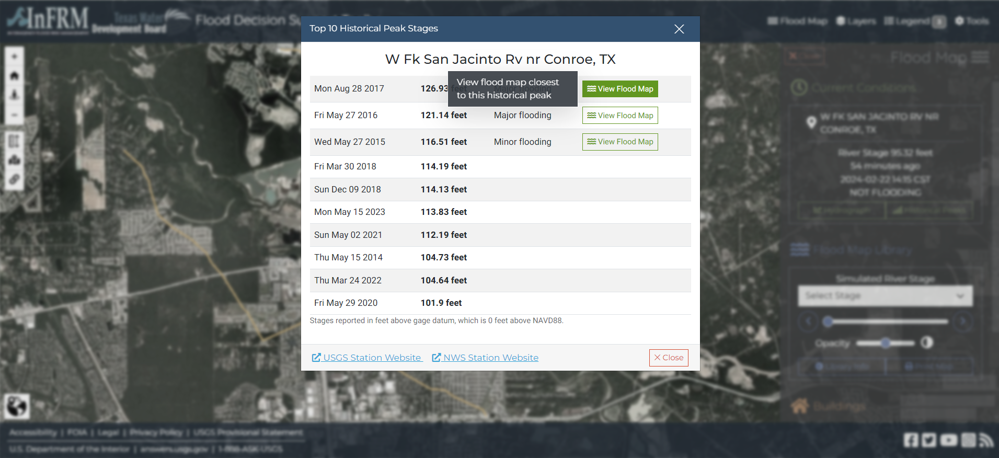 InFRM
Texas Water
Development Board
Flood Decision Su
Flood Map
Layers
Legend
Tools
Top 10 Historical Peak Stages
W Fk San Jacinto Rv nr Conroe, TX
View flood map closest
to this historical peak
Mon Aug 28 2017 126.93 feet Major flooding View Flood Map
Fri May 27 2016 121.14 feet Major flooding View Flood Map
Wed May 27 2015 116.51 feet Minor flooding View Flood Map
Fri Mar 30 2018 114.19 feet
Sun Dec 09 2018 114.13 feet
Mon May 15 2023 113.83 feet
Sun May 02 2021 112.19 feet
Thu May 15 2014 104.73 feet
Thu Mar 24 2022 104.64 feet
Fri May 29 2020 101.9 feet
Stages reported in feet above gage datum, which is 0 feet above NAVD88.
USGS Station Website NWS Station Website Close
Close
Flood Map
Current Conditions
W FK SAN JACINTO RV NR
CONROE, TX
River Stage 95.32 feet
54 minutes ago
2024-02-22 14:15 CST
NOT FLOODING
Hydrograph
Historical Peaks
Flood Map Library
Simulated River Stage
Select Stage
Opacity
Buildings
Accessibility | FOIA | Legal | Privacy Policy | USGS Provisional Statement
U.S. Department of the Interior | answers.usgs.gov | 1-888-ASK-USGS